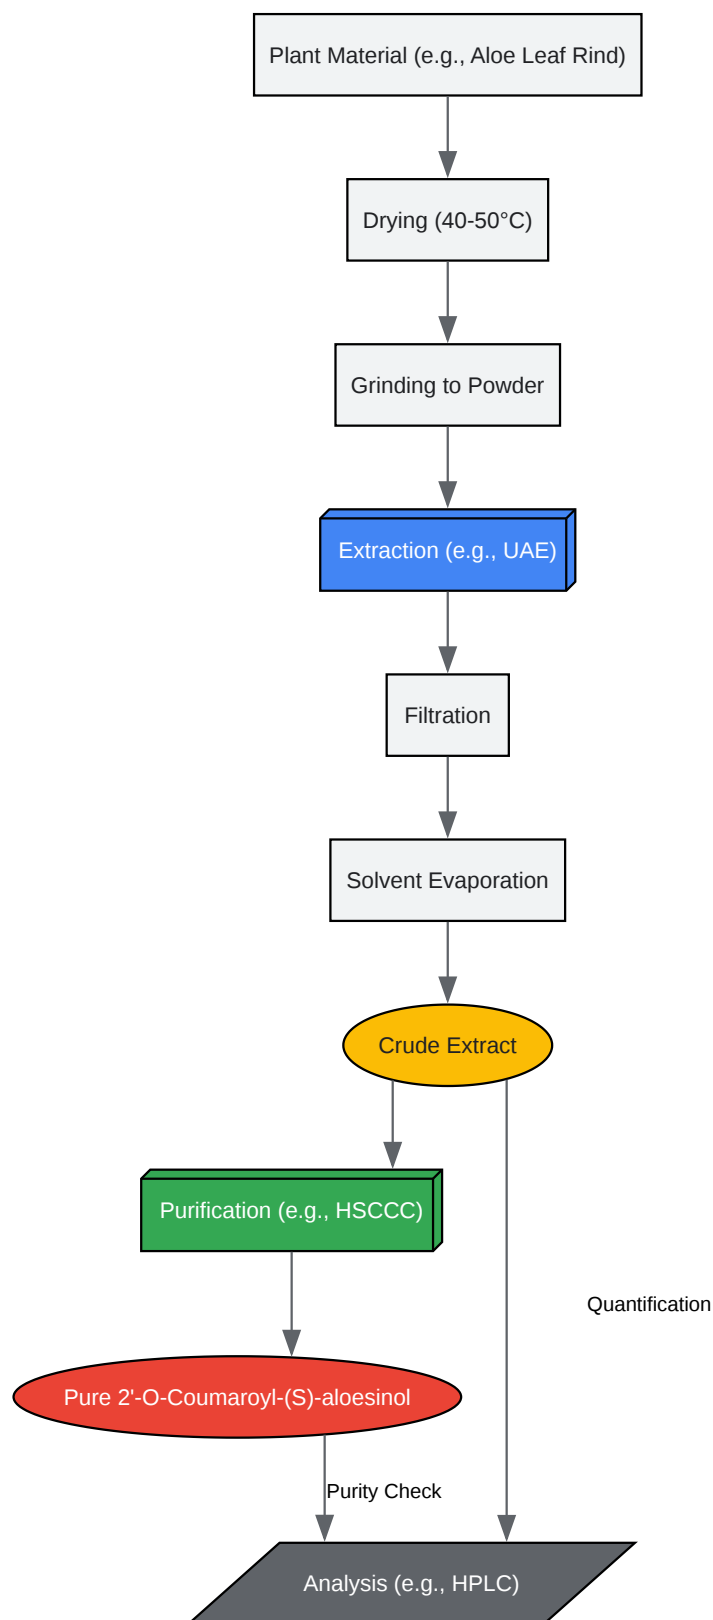 Plant Material (e.g., Aloe Leaf Rind)
Drying (40-50°C)
Grinding to Powder
Extraction (e.g., UAE)
Filtration
Solvent Evaporation
Crude Extract
Purification (e.g., HSCCC)
Quantification
Pure 2'-O-Coumaroyl-(S)-aloesinol
Purity Check
Analysis (e.g., HPLC)